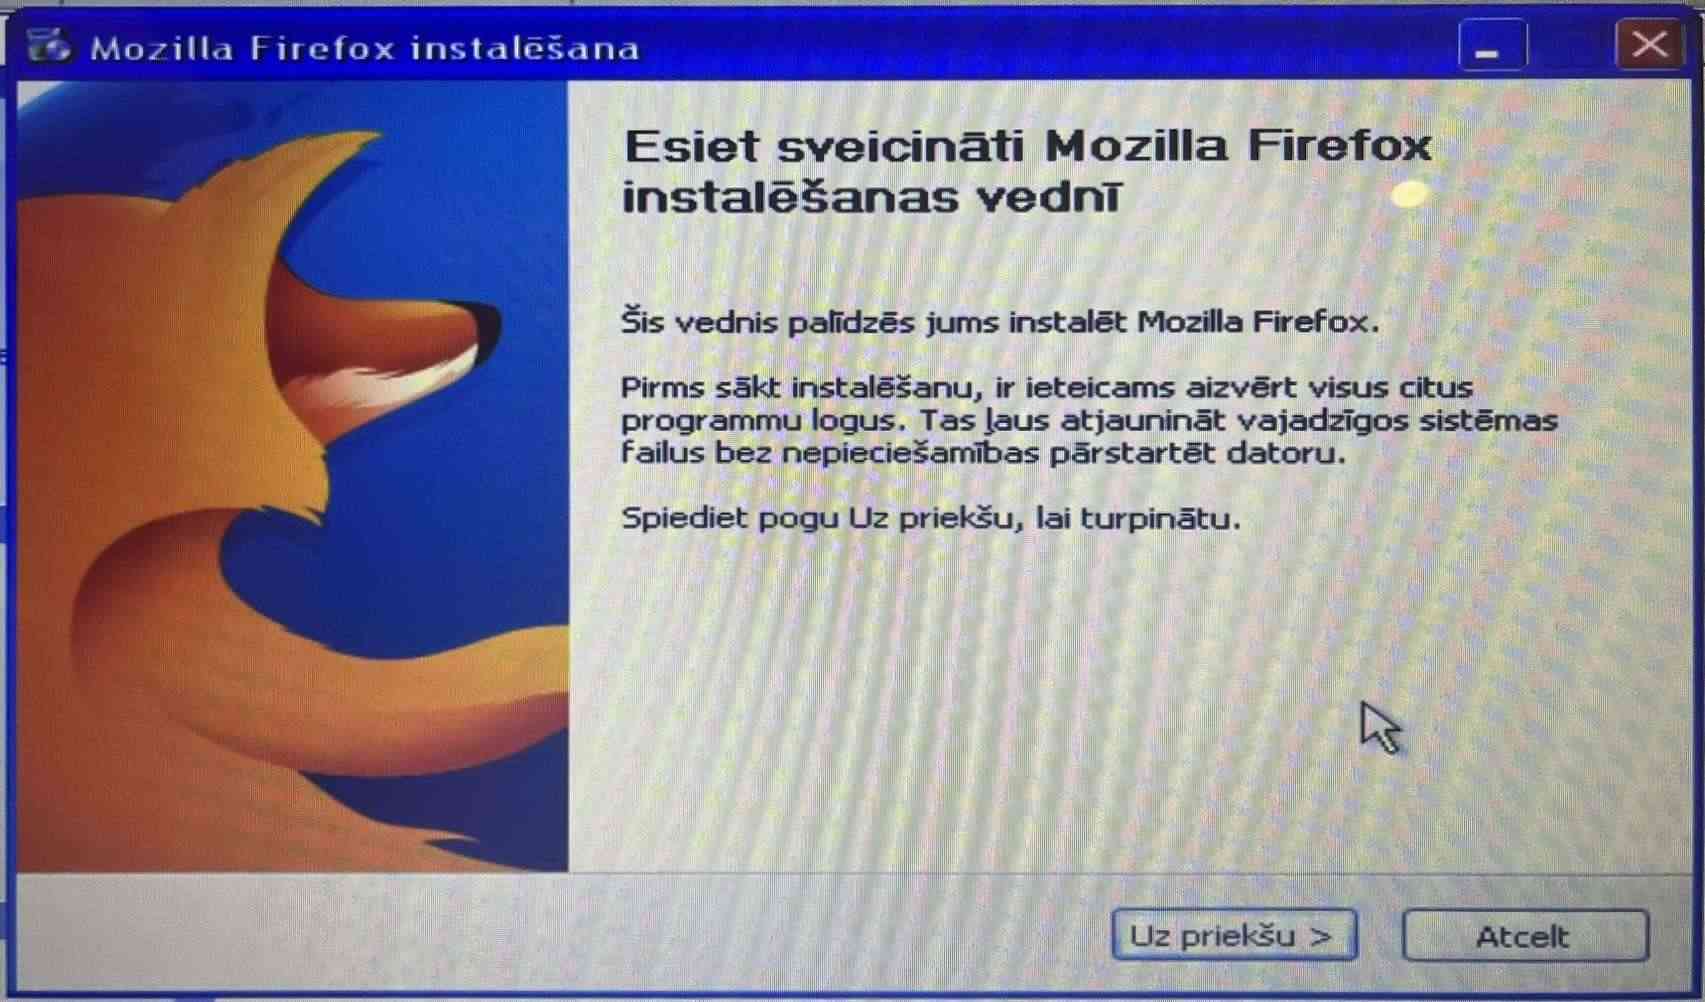 Mozilla Firefox instalēšana
Esiet sveicināti Mozilla Firefox
instalēšanas vednī
Šis vednis palīdzēs jums instalēt Mozilla Firefox.
Pirms sākt instalēšanu, ir ieteicams aizvērt visus citus
programmu logus. Tas ļaus atjaunināt vajadzīgos sistēmas
failus bez nepieciešamības pārstartēt datoru.
Spiediet pogu Uz priekšu, lai turpinātu.
Uz priekšu >
Atcelt